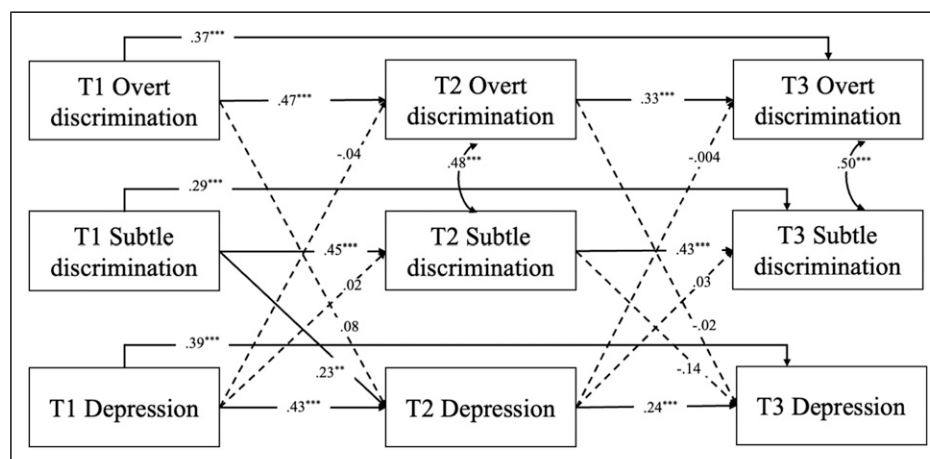 .37***
T1 Overt
discrimination
.47***
T2 Overt
discrimination
.33***
T3 Overt
discrimination
-.04
-.004
.48***
.50***
.29***
T1 Subtle
discrimination
.45***
T2 Subtle
discrimination
.43***
T3 Subtle
discrimination
.02
.03
.08
-.02
.39***
.23**
-.14
T1 Depression
.43***
T2 Depression
.24***
T3 Depression